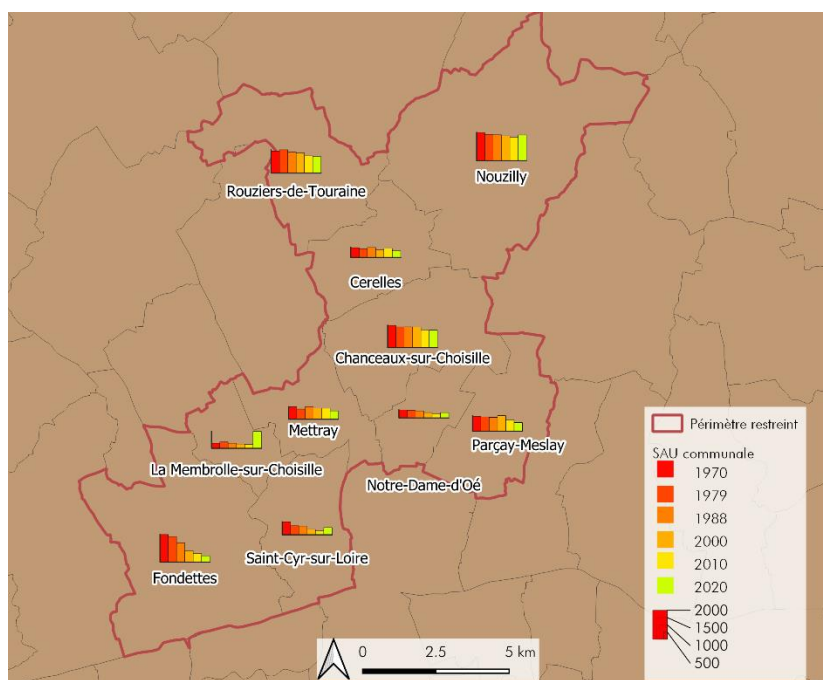 Rouziers-de-Touraine
Nouzilly
Cerelles
Chanceaux-sur-Choisille
Mettray
Parçay-Meslay
La Membrolle-sur-Choisille
Notre-Dame-d'Oé
Saint-Cyr-sur-Loire
Fondettes
Périmètre restreint
SAU communale
1970
1979
1988
2000
2010
2020
2000
1500
1000
500
0 2.5 5 km